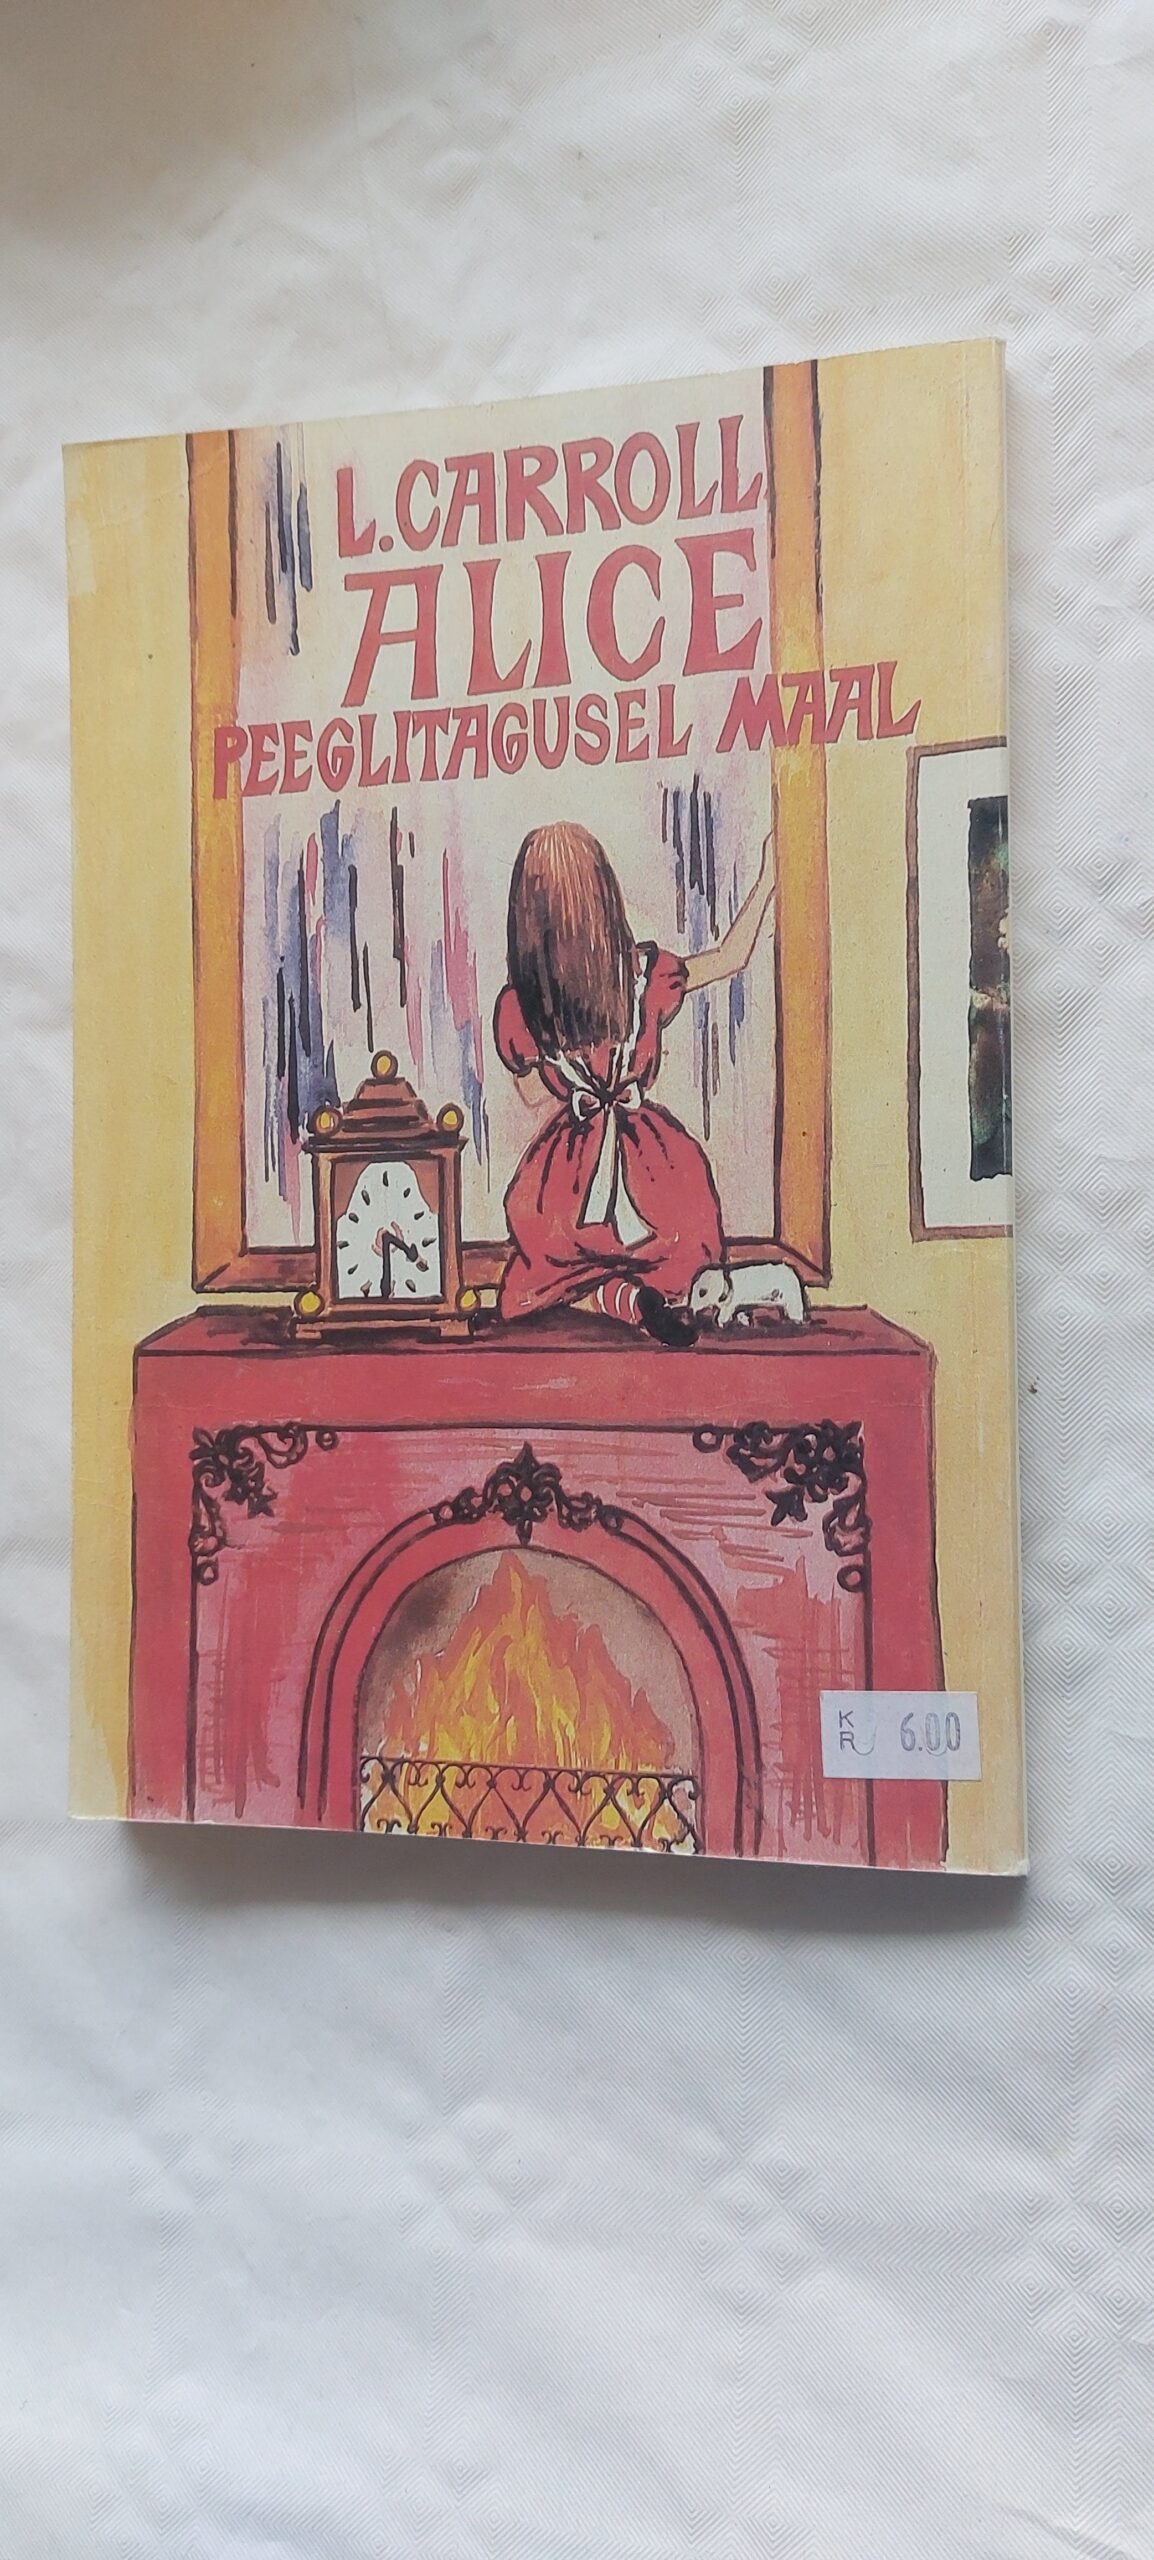 L. CARROLL
ALICE
PEEGLITAGUSEL MAAL
KR 6.00